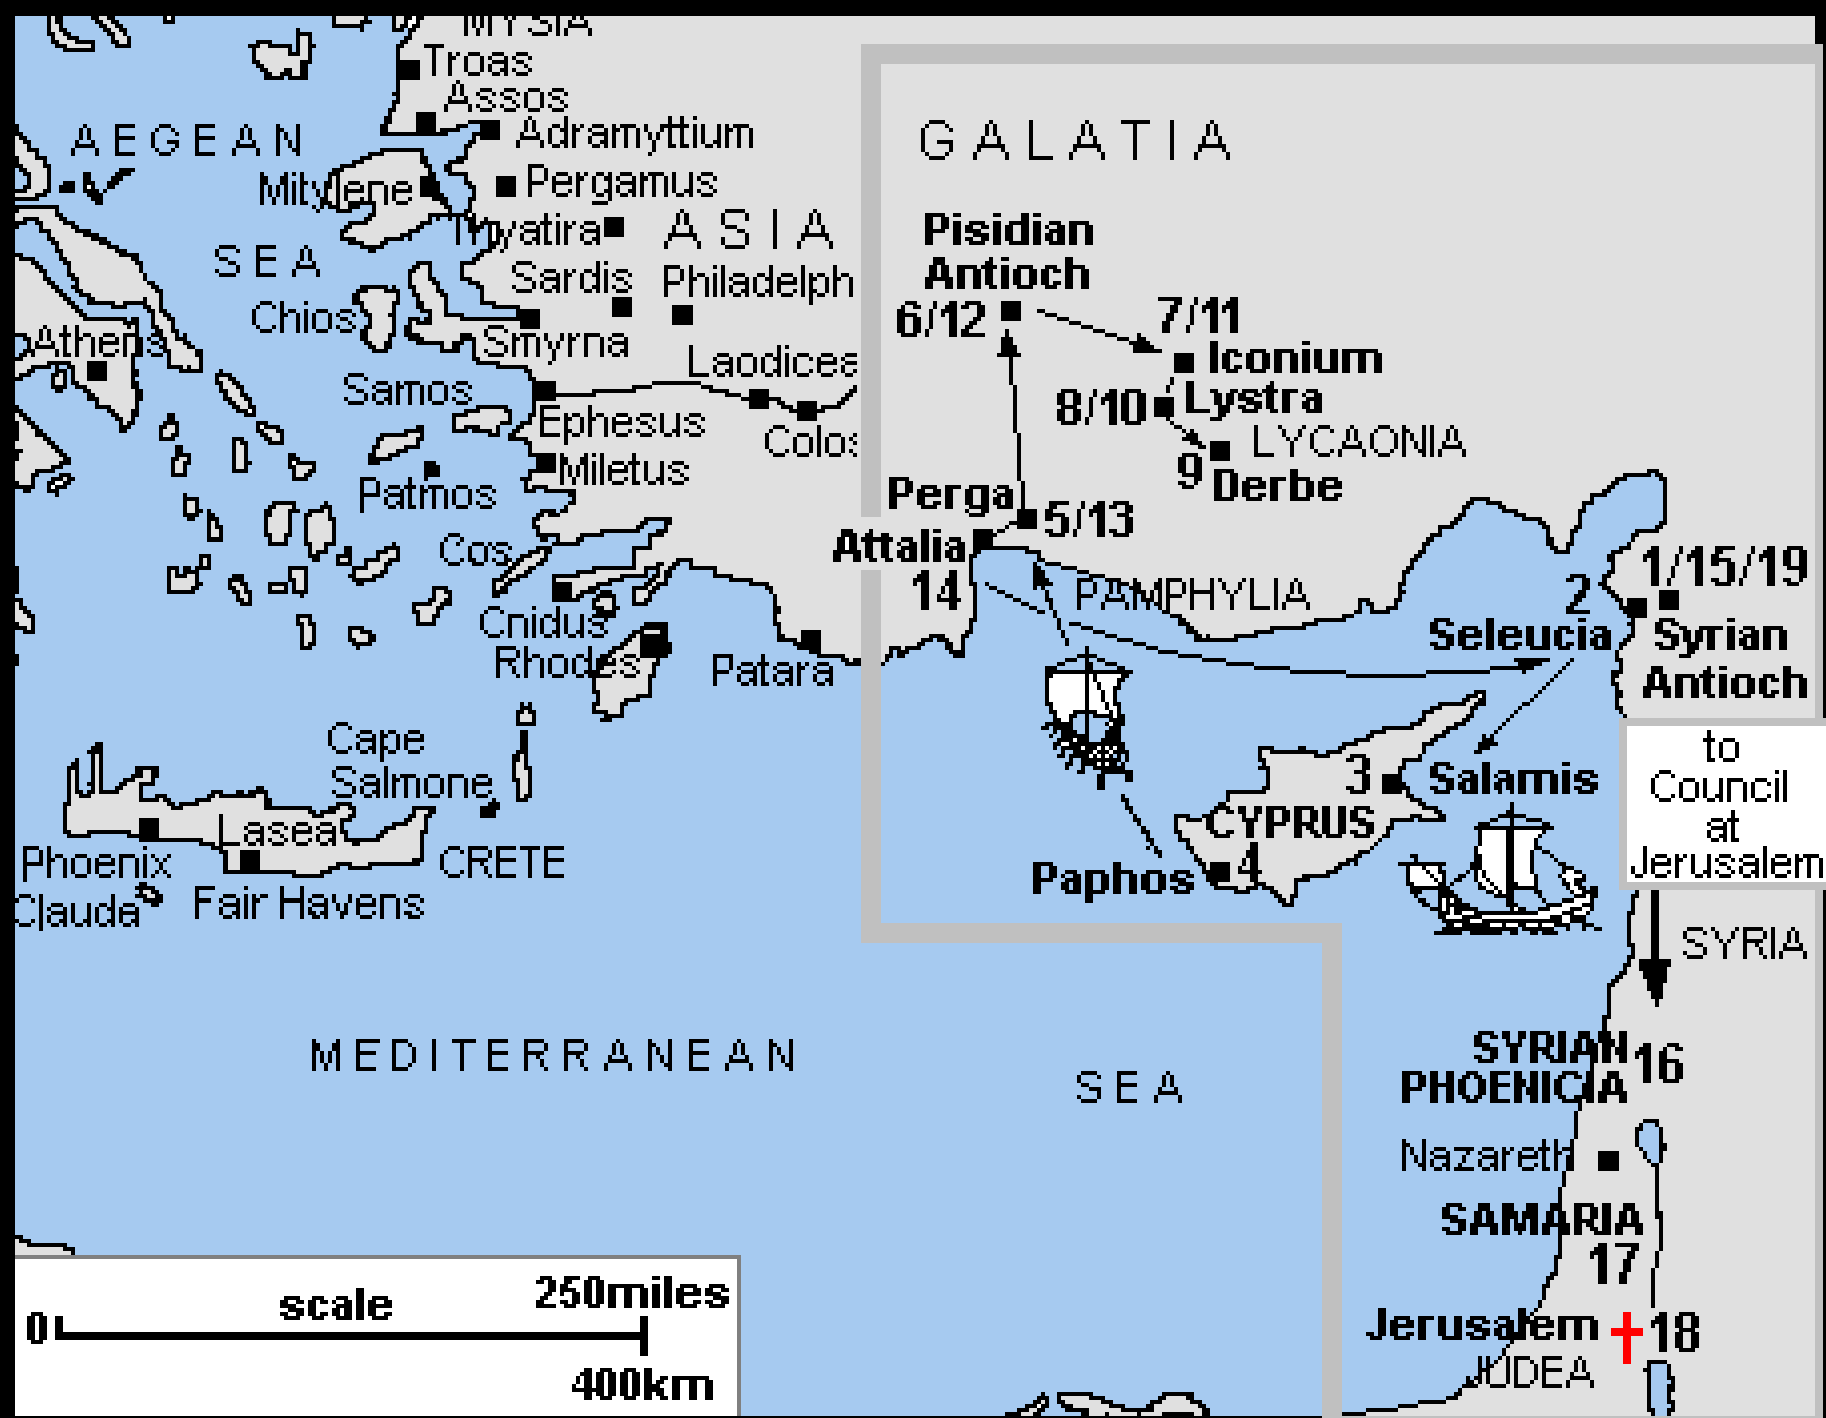 MYSIA
Troas
Assos
Adramyttium
AEGEAN
GALATIA
Mitylene
Pergamus
Thyatira
ASIA
Pisidian
Antioch
SEA
Sardis
Philadelph
Chios
6/12
7/11
Smyrna
Athens
Iconium
Laodicea
Samos
8/10
Lystra
Ephesus
Colos
LYCAONIA
Miletus
9
Derbe
Patmos
Perga
5/13
Attalia
Cos
14
PAMPHYLIA
2
1/15/19
Cnidus
Seleucia
Syrian
Antioch
Rhodes
Patara
to
Council
at
Jerusalem
Cape
Salmone
3
Salamis
CYPRUS
Lasea
Phoenix
CRETE
Paphos
4
Clauda
Fair Havens
SYRIA
MEDITERRANEAN
SEA
SYRIAN
PHOENICIA
16
Nazareth
SAMARIA
17
scale
250miles
0
400km
Jerusalem
18
JUDEA